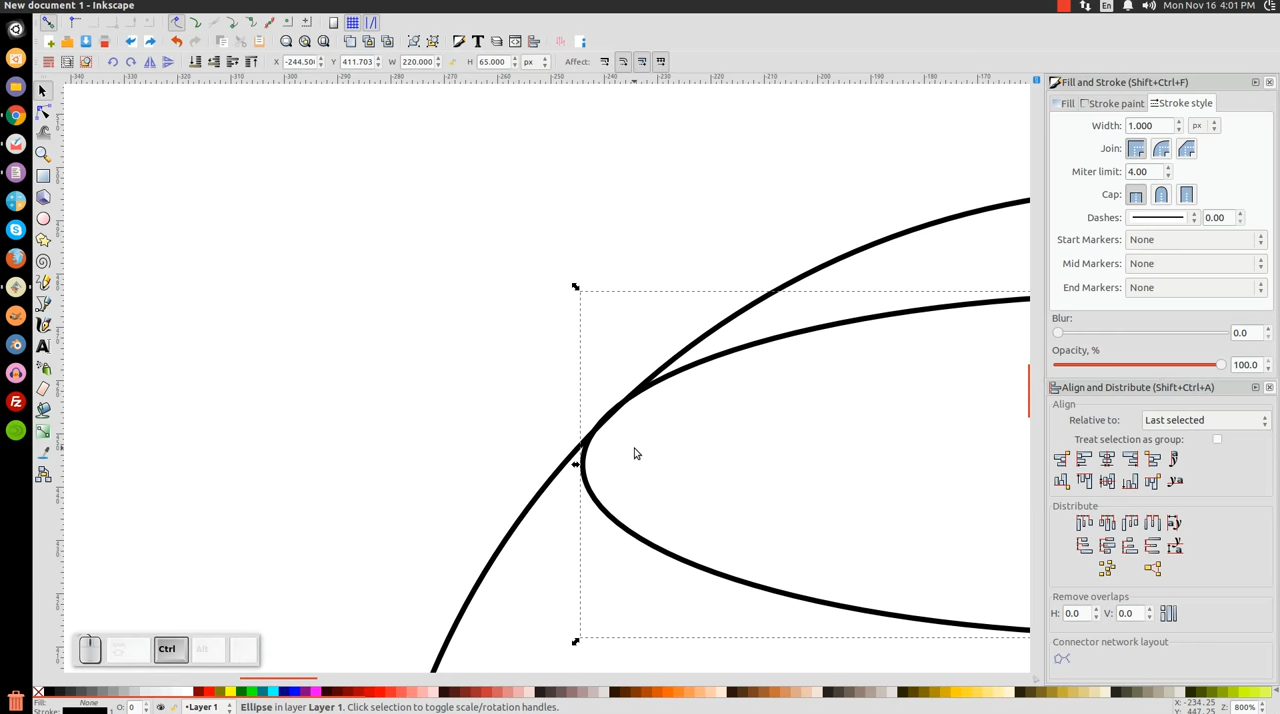 New document 1 - Inkscape
En
Mon Nov 16 4:01 PM
X -244.500 Y 411.703 W 220.000 H 65.000 px Affect:
Fill and Stroke (Shift+Ctrl+F)
Fill Stroke paint Stroke style
Width: 1.000 px
Join:
Miter limit: 4.00
Cap:
Dashes: 0.00
Start Markers: None
Mid Markers: None
End Markers: None
Blur:
0.0
Opacity, %
100.0
Align and Distribute (Shift+Ctrl+A)
Align
Relative to: Last selected
Treat selection as group:
Distribute
Remove overlaps
H: 0.0 V: 0.0
Connector network layout
Ctrl Alt
Fill: None
Stroke: O: 0 •Layer 1 Ellipse in layer Layer 1. Click selection to toggle scale/rotation handles.
X: -234.25
Y: 447.25
Z: 800%